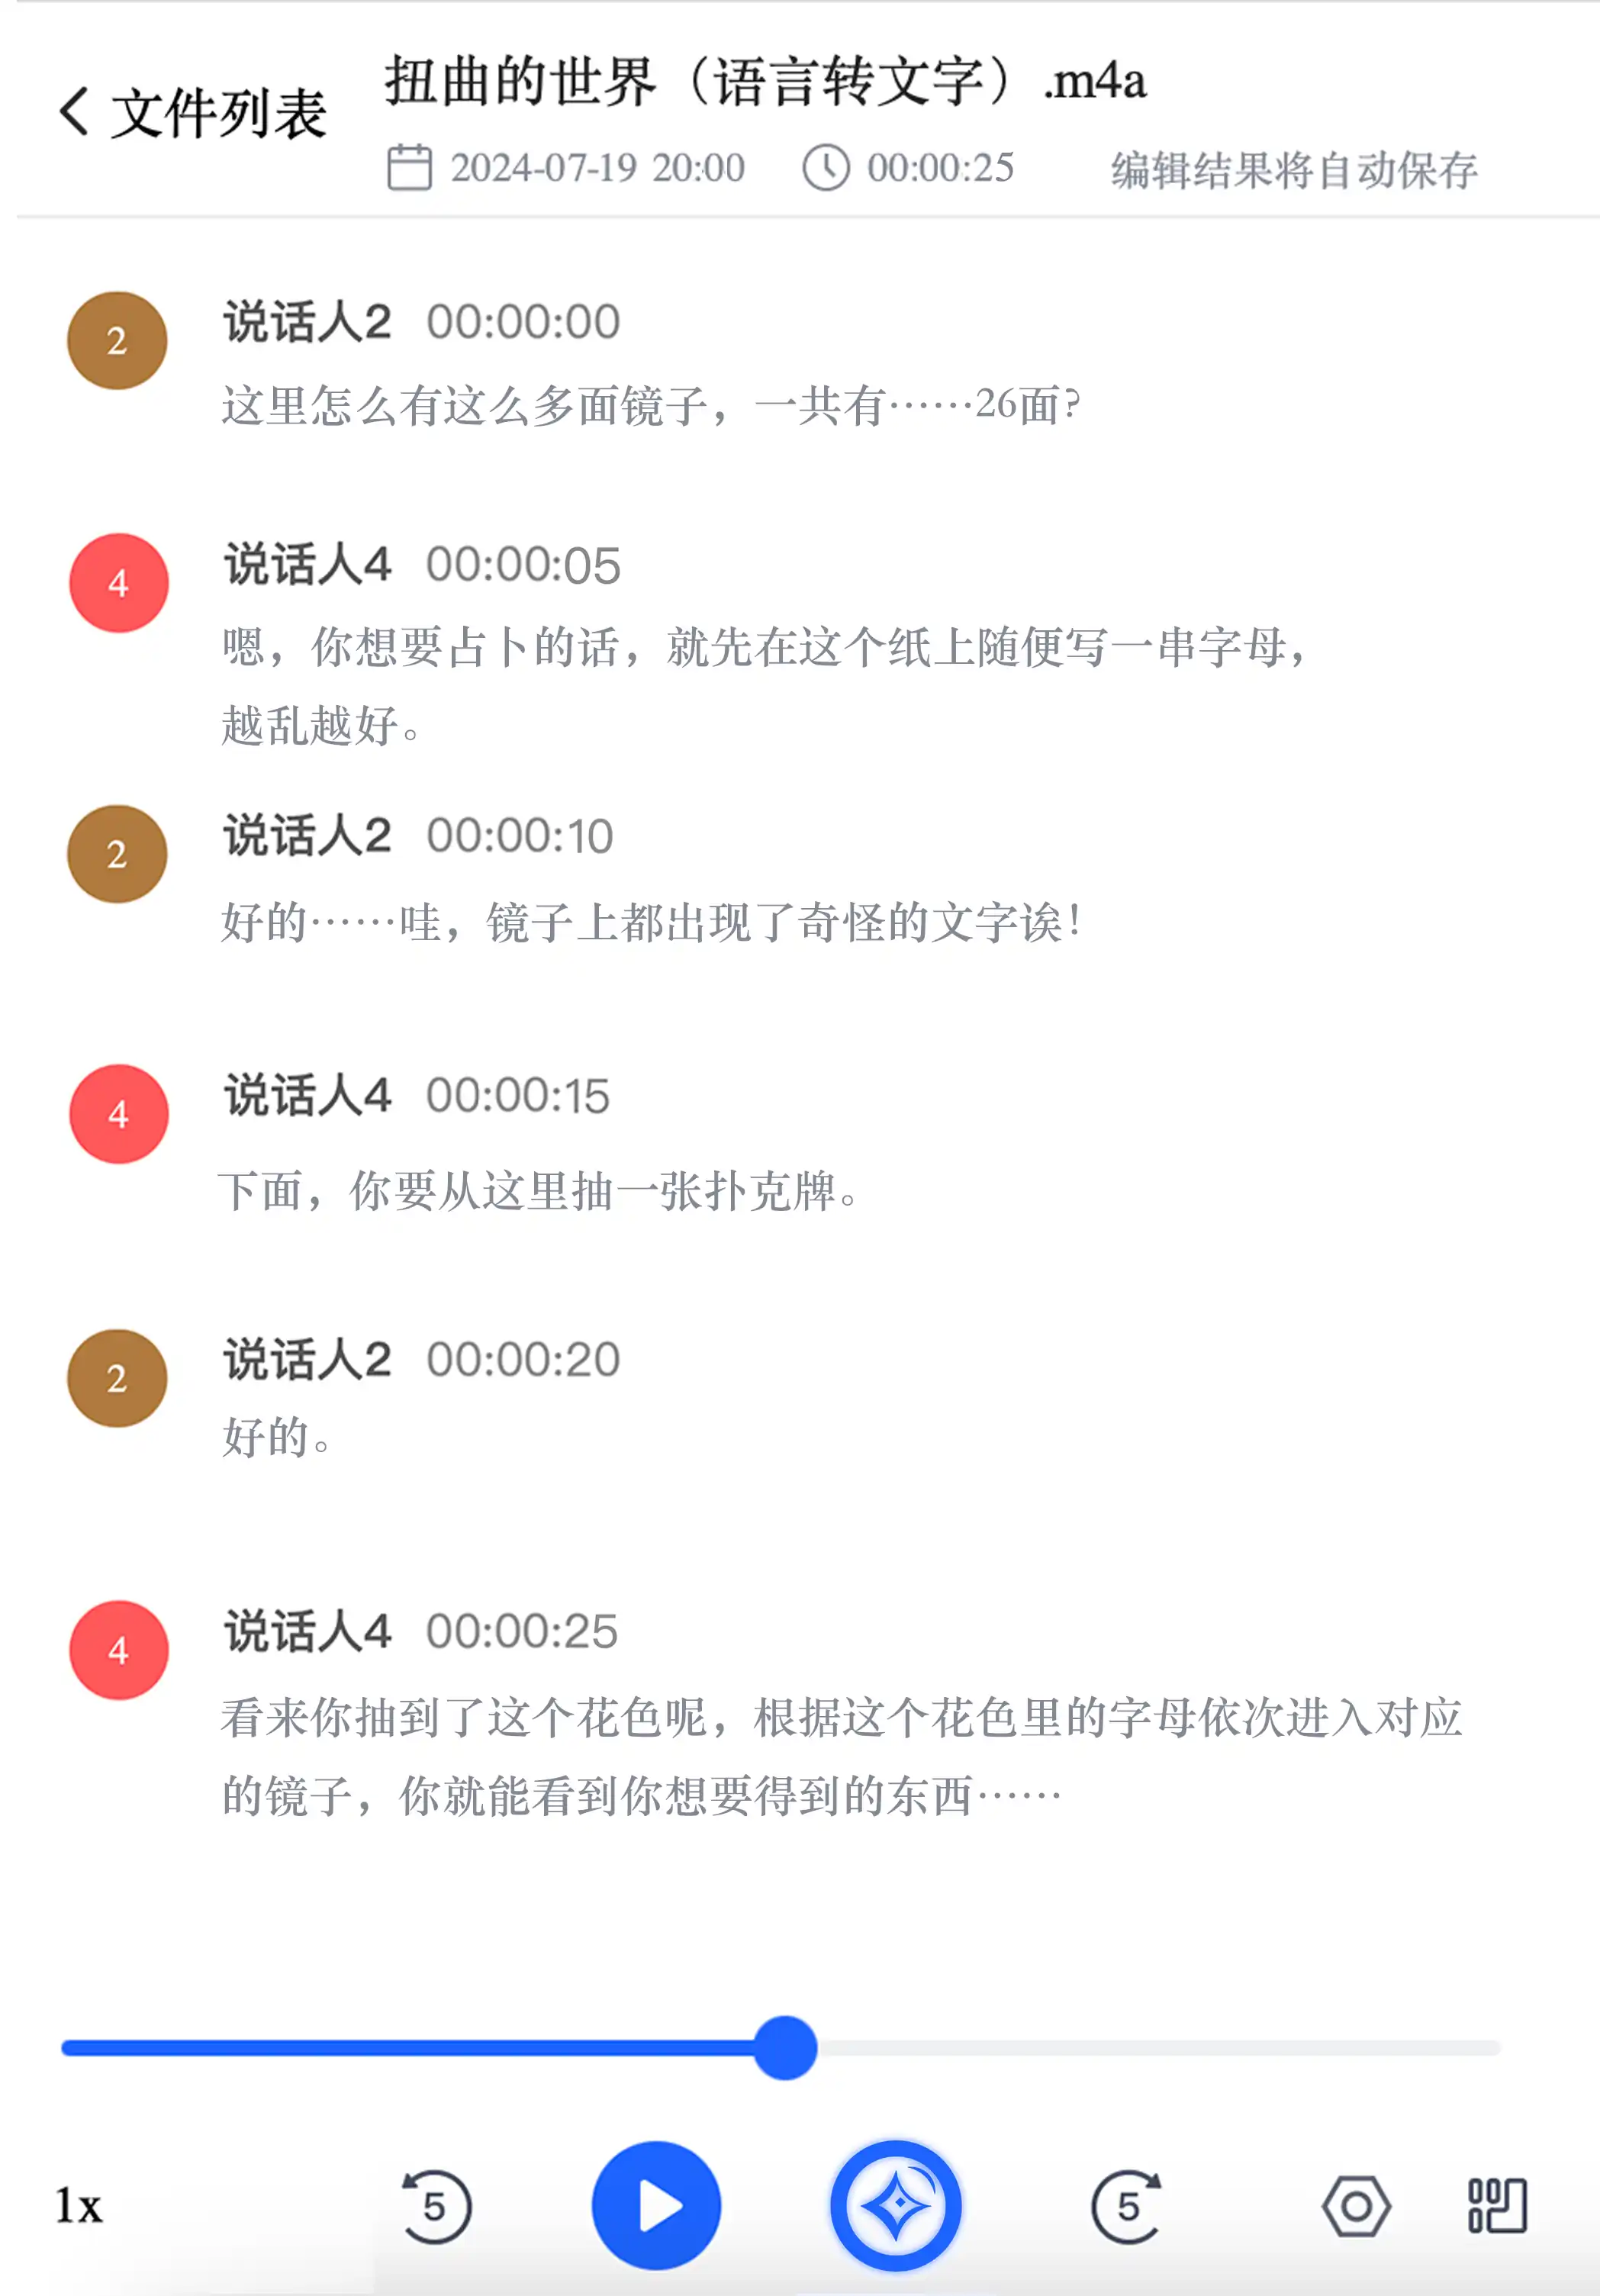 文件列表
扭曲的世界（语言转文字）.m4a
2024-07-19 20:00 00:00:25 编辑结果将自动保存
2
说话人2 00:00:00
这里怎么有这么多面镜子，一共有……26面？
4
说话人4 00:00:05
嗯，你想要占卜的话，就先在这个纸上随便写一串字母，
越乱越好。
2
说话人2 00:00:10
好的……哇，镜子上都出现了奇怪的文字诶！
4
说话人4 00:00:15
下面，你要从这里抽一张扑克牌。
2
说话人2 00:00:20
好的。
4
说话人4 00:00:25
看来你抽到了这个花色呢，根据这个花色里的字母依次进入对应
的镜子，你就能看到你想要得到的东西……
1x 5 5